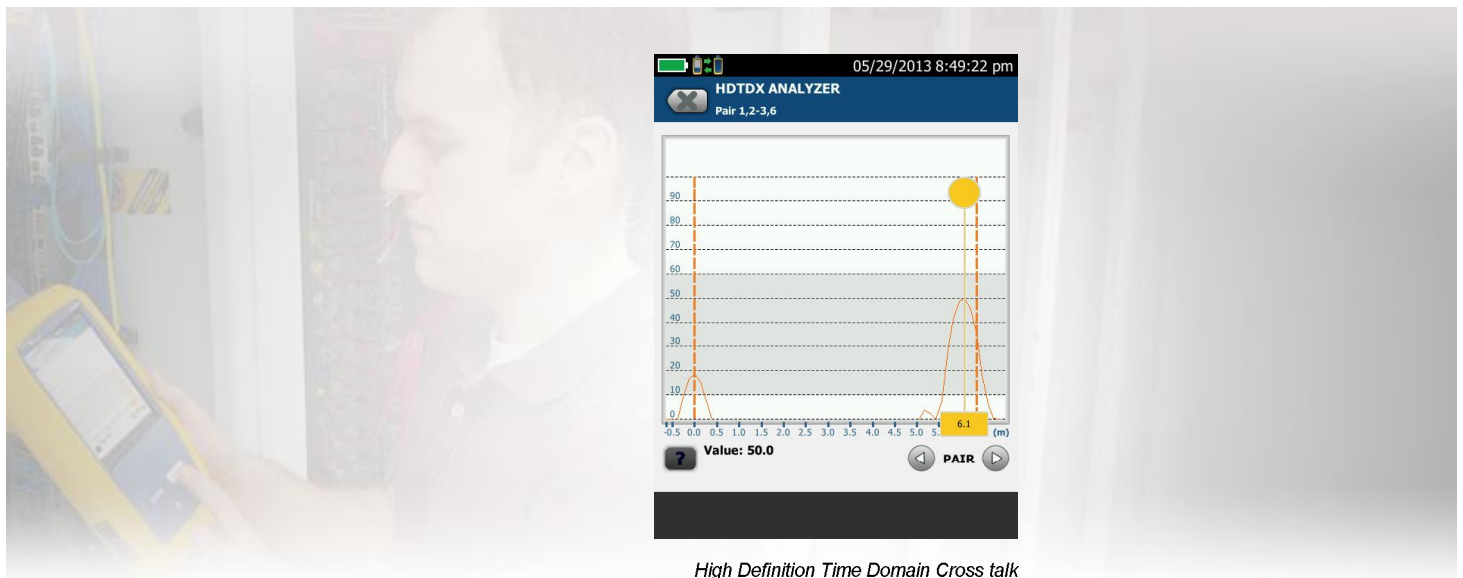 05/29/2013 8:49:22 pm
HDTDX ANALYZER
Pair 1,2-3,6
90
80
70
60
50
40
30
20
10
0
-0.5 0.0 0.5 1.0 1.5 2.0 2.5 3.0 3.5 4.0 4.5 5.0 5. 6.1 (m)
? Value: 50.0 PAIR
High Definition Time Domain Cross talk